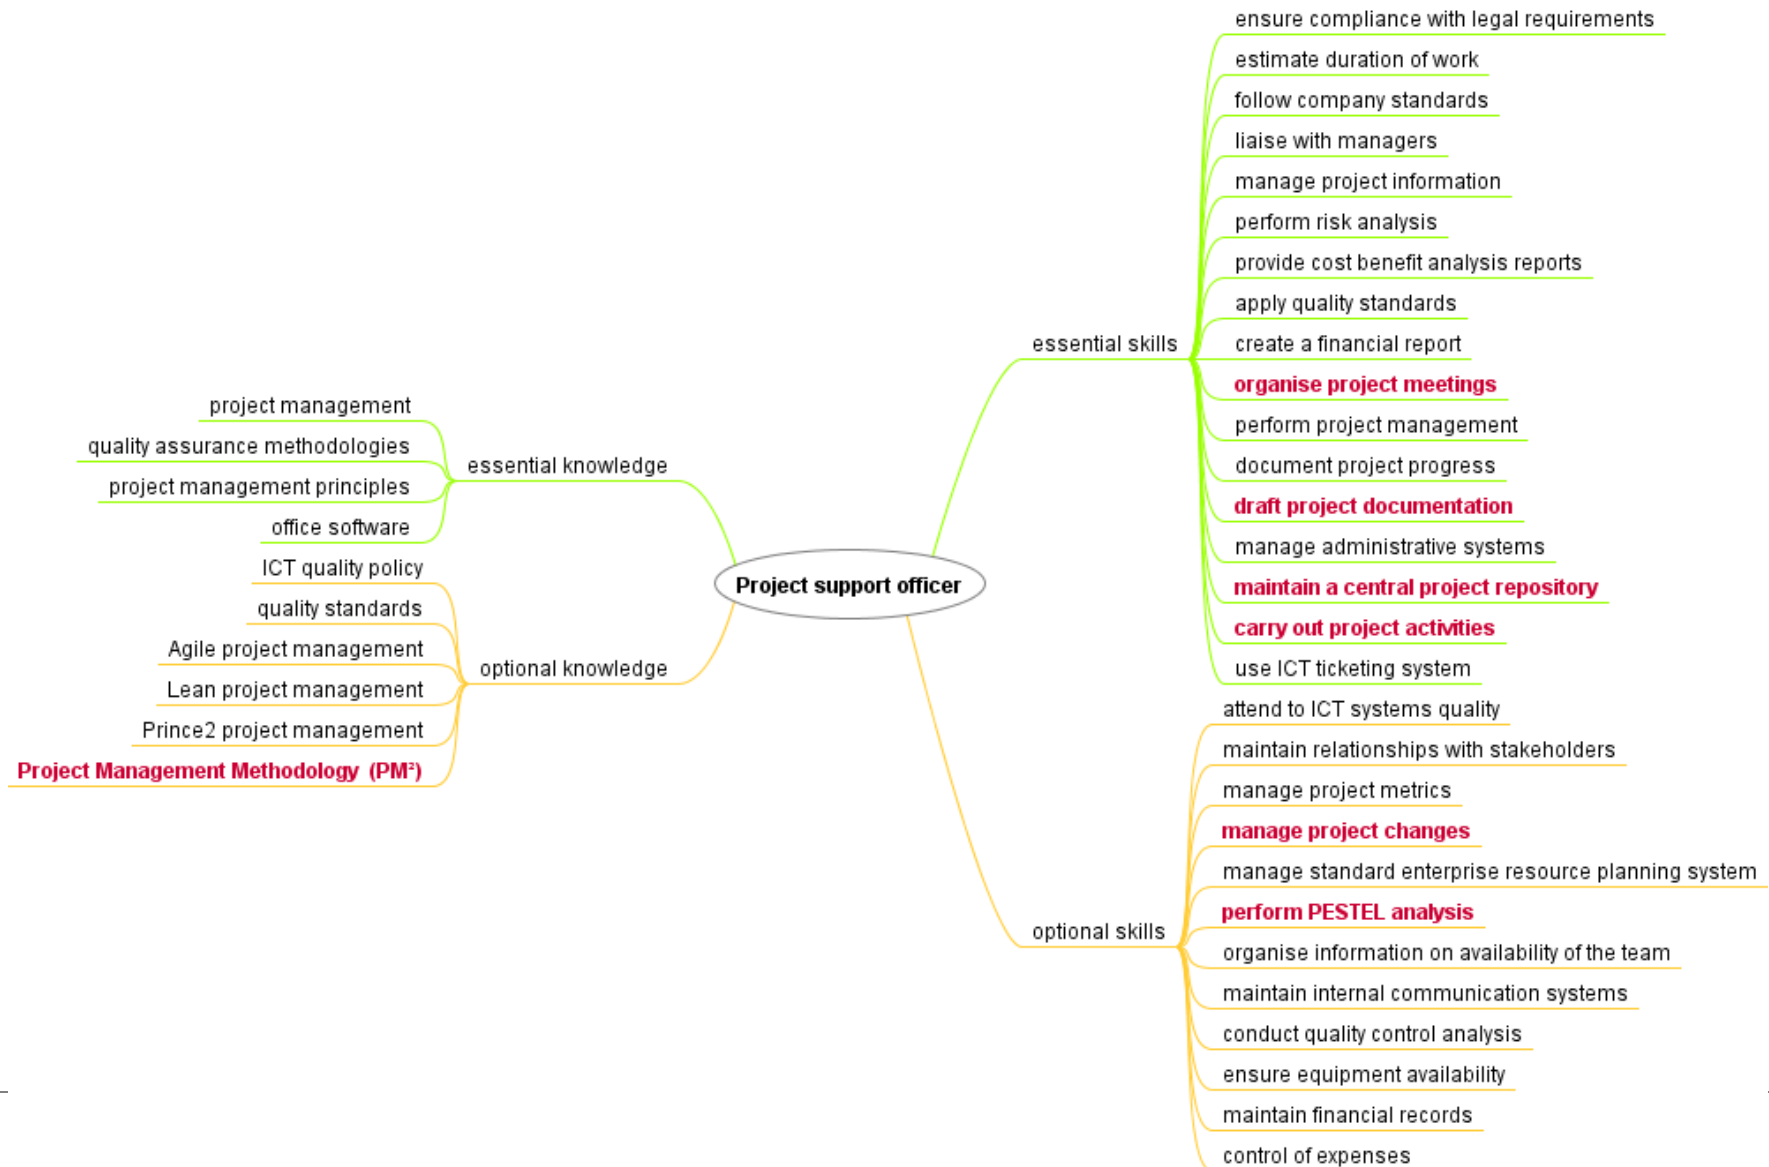 Project support officer
essential knowledge
project management
quality assurance methodologies
project management principles
office software
optional knowledge
ICT quality policy
quality standards
Agile project management
Lean project management
Prince2 project management
Project Management Methodology (PM²)
essential skills
ensure compliance with legal requirements
estimate duration of work
follow company standards
liaise with managers
manage project information
perform risk analysis
provide cost benefit analysis reports
apply quality standards
create a financial report
organise project meetings
perform project management
document project progress
draft project documentation
manage administrative systems
maintain a central project repository
carry out project activities
use ICT ticketing system
optional skills
attend to ICT systems quality
maintain relationships with stakeholders
manage project metrics
manage project changes
manage standard enterprise resource planning system
perform PESTEL analysis
organise information on availability of the team
maintain internal communication systems
conduct quality control analysis
ensure equipment availability
maintain financial records
control of expenses